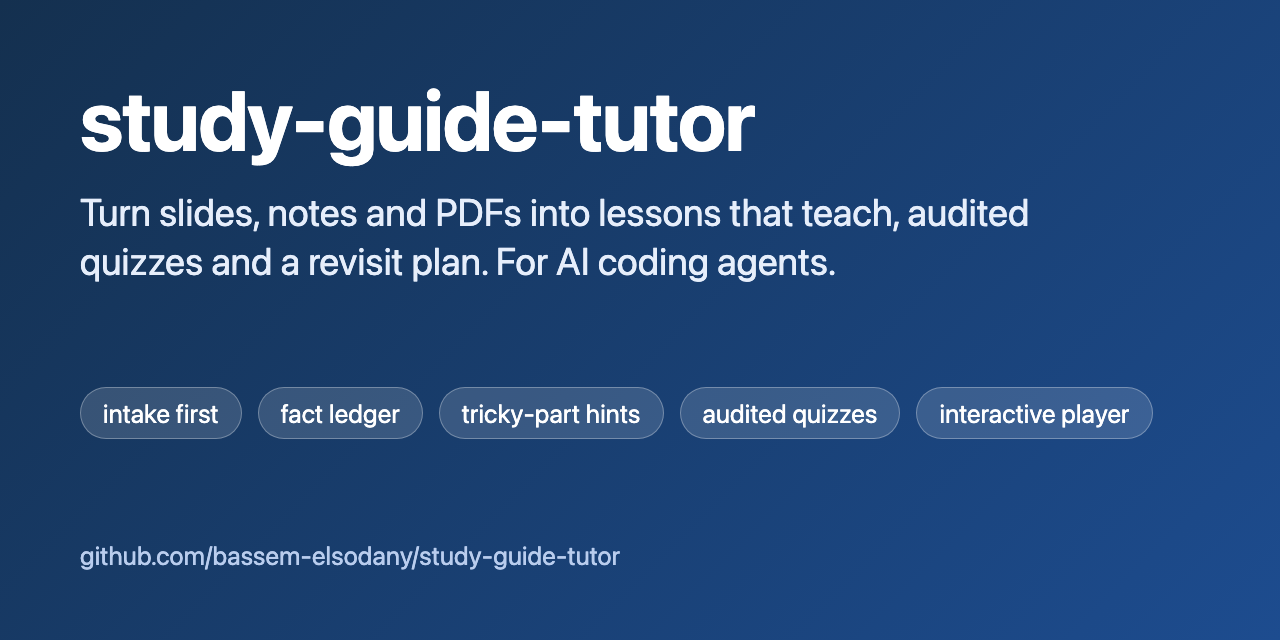 study-guide-tutor
Turn slides, notes and PDFs into lessons that teach, audited
quizzes and a revisit plan. For AI coding agents.
intake first
fact ledger
tricky-part hints
audited quizzes
interactive player
github.com/bassem-elsodany/study-guide-tutor